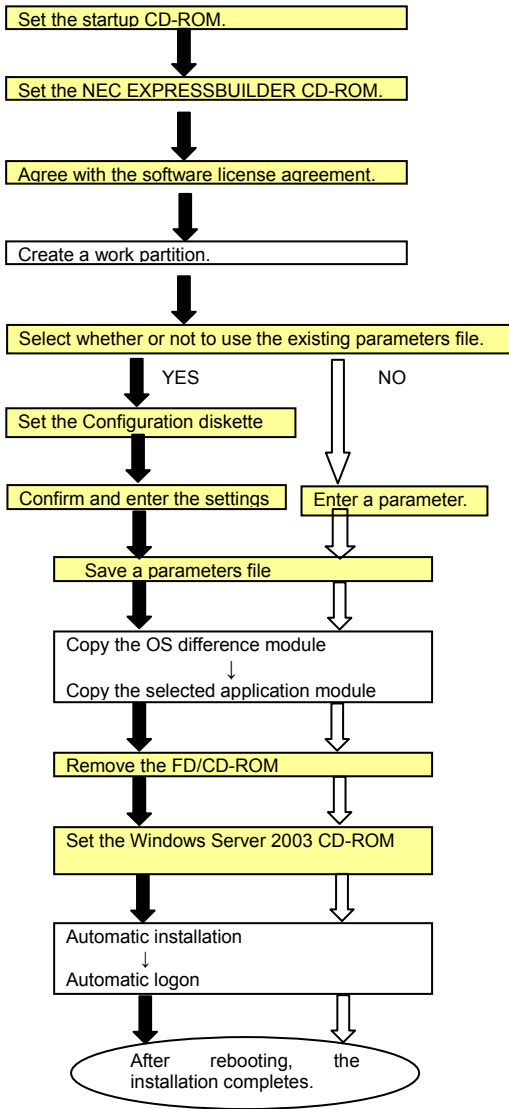 Set the startup CD-ROM.
Set the NEC EXPRESSBUILDER CD-ROM.
Agree with the software license agreement.
Create a work partition.
Select whether or not to use the existing parameters file.
YES
NO
Set the Configuration diskette
Confirm and enter the settings
Enter a parameter.
Save a parameters file
Copy the OS difference module
↓
Copy the selected application module
Remove the FD/CD-ROM
Set the Windows Server 2003 CD-ROM
Automatic installation
↓
Automatic logon
After rebooting, the
installation completes.